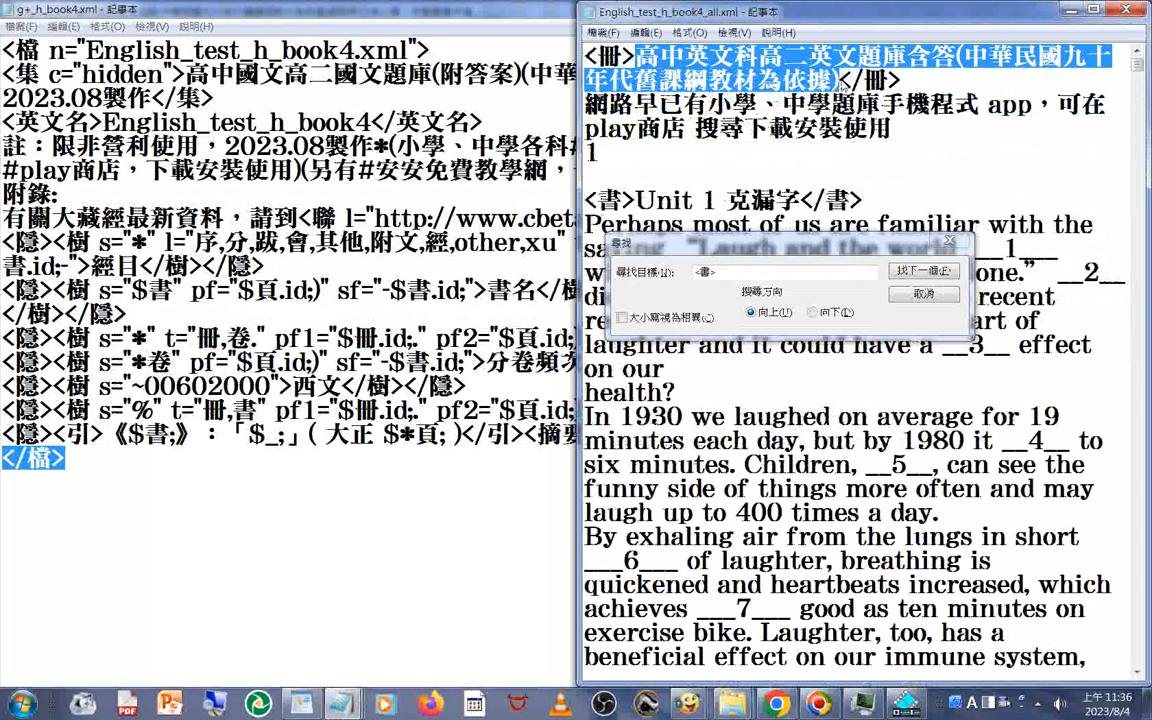 g+_h_book4.xml - 記事本
檔案(F) 編輯(E) 格式(O) 檢視(V) 說明(H)
<檔 n="English_test_h_book4.xml">
<集 c="hidden">高中國文高二國文題庫(附答案)(中華
2023.08製作</集>
<英文名>English_test_h_book4</英文名>
註：限非營利使用，2023.08製作*(小學、中學各科#
#play商店，下載安裝使用)(另有#安安免費教學網，
附錄:
有關大藏經最新資料，請到<聯 l="http://www.cbeta
<隱><樹 s="*" l="序,分,跋,會,其他,附文,經,other,xu"
書.id;-">經目</樹></隱>
<隱><樹 s="$書" pf="$頁.id;)" sf="-$書.id;">書名</樹
</樹></隱>
<隱><樹 s="*" t="冊,卷." pf1="$冊.id;." pf2="$頁.id;
<隱><樹 s="*卷" pf="$頁.id;)" sf="-$書.id;">分卷頻次
<隱><樹 s="~00602000">西文</樹></隱>
<隱><樹 s="%" t="冊,書" pf1="$冊.id;." pf2="$頁.id;
<隱><引>《$書;》：「$_;」( 大正 $*頁; )</引><摘要
</檔>
English_test_h_book4_all.xml - 記事本
檔案(F) 編輯(E) 格式(O) 檢視(V) 說明(H)
<冊>高中英文科高二英文題庫含答(中華民國九十
年代舊課綱教材為依據)</冊>
網路早已有小學、中學題庫手機程式 app，可在
play商店 搜尋下載安裝使用
1
<書>Unit 1 克漏字</書>
Perhaps most of us are familiar with the
"Laugh and the world __1___
one.” __2__
recent
art of
laughter and it could have a __3__ effect
on our
health?
In 1930 we laughed on average for 19
minutes each day, but by 1980 it __4__ to
six minutes. Children, __5__, can see the
funny side of things more often and may
laugh up to 400 times a day.
By exhaling air from the lungs in short
___6___ of laughter, breathing is
quickened and heartbeats increased, which
achieves ___7___ good as ten minutes on
exercise bike. Laughter, too, has a
beneficial effect on our immune system,
尋找
尋找目標(N): <書> 找下一個(F)
搜尋方向 取消
大小寫視為相異(C) 向上(U) 向下(D)
上午 11:36
2023/8/4